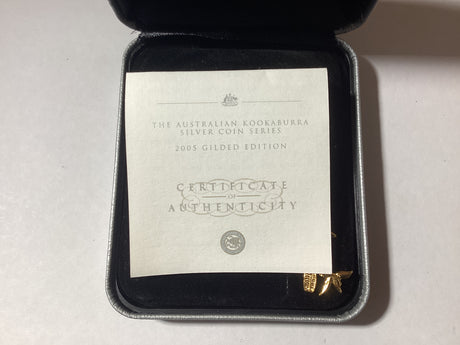 THE AUSTRALIAN KOOKABURRA
SILVER COIN SERIES
2005 GILDED EDITION
CERTIFICATE
OF
AUTHENTICITY